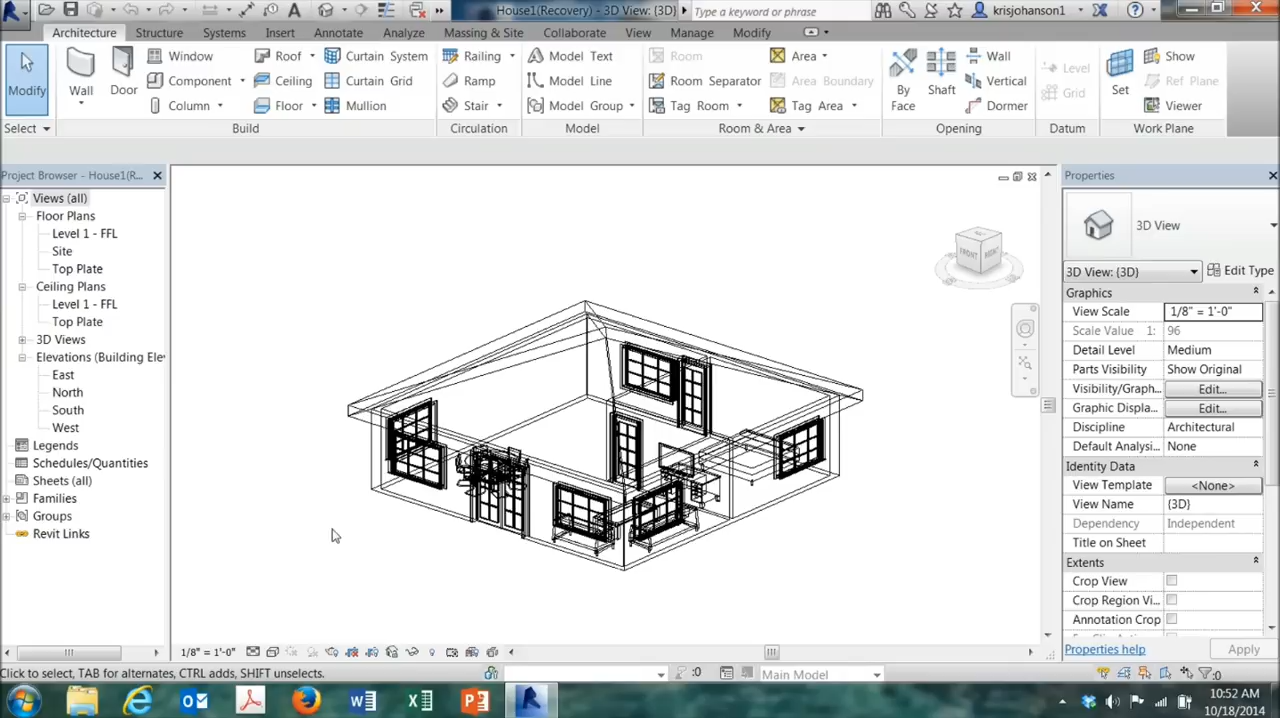 House1(Recovery) - 3D View: {3D}
Type a keyword or phrase
krisjohanson1
Architecture Structure Systems Insert Annotate Analyze Massing & Site Collaborate View Manage Modify
Modify
Wall
Door
Window
Component
Column
Roof
Ceiling
Floor
Curtain System
Curtain Grid
Mullion
Railing
Ramp
Stair
Model Text
Model Line
Model Group
Room
Room Separator
Tag Room
Area
Area Boundary
Tag Area
By Face
Shaft
Wall
Vertical
Dormer
Level
Grid
Set
Show
Ref Plane
Viewer
Select Build Circulation Model Room & Area Opening Datum Work Plane
Project Browser - House1(R...
Views (all)
Floor Plans
Level 1 - FFL
Site
Top Plate
Ceiling Plans
Level 1 - FFL
Top Plate
3D Views
Elevations (Building Ele
East
North
South
West
Legends
Schedules/Quantities
Sheets (all)
Families
Groups
Revit Links
FRONT RIGHT
Properties
3D View
3D View: {3D} Edit Type
Graphics
View Scale 1/8" = 1'-0"
Scale Value 1: 96
Detail Level Medium
Parts Visibility Show Original
Visibility/Graph... Edit...
Graphic Displa... Edit...
Discipline Architectural
Default Analysi... None
Identity Data
View Template <None>
View Name {3D}
Dependency Independent
Title on Sheet
Extents
Crop View
Crop Region Vi...
Annotation Crop
Properties help Apply
1/8" = 1'-0"
Click to select, TAB for alternates, CTRL adds, SHIFT unselects.
:0
Main Model
:0
10:52 AM
10/18/2014